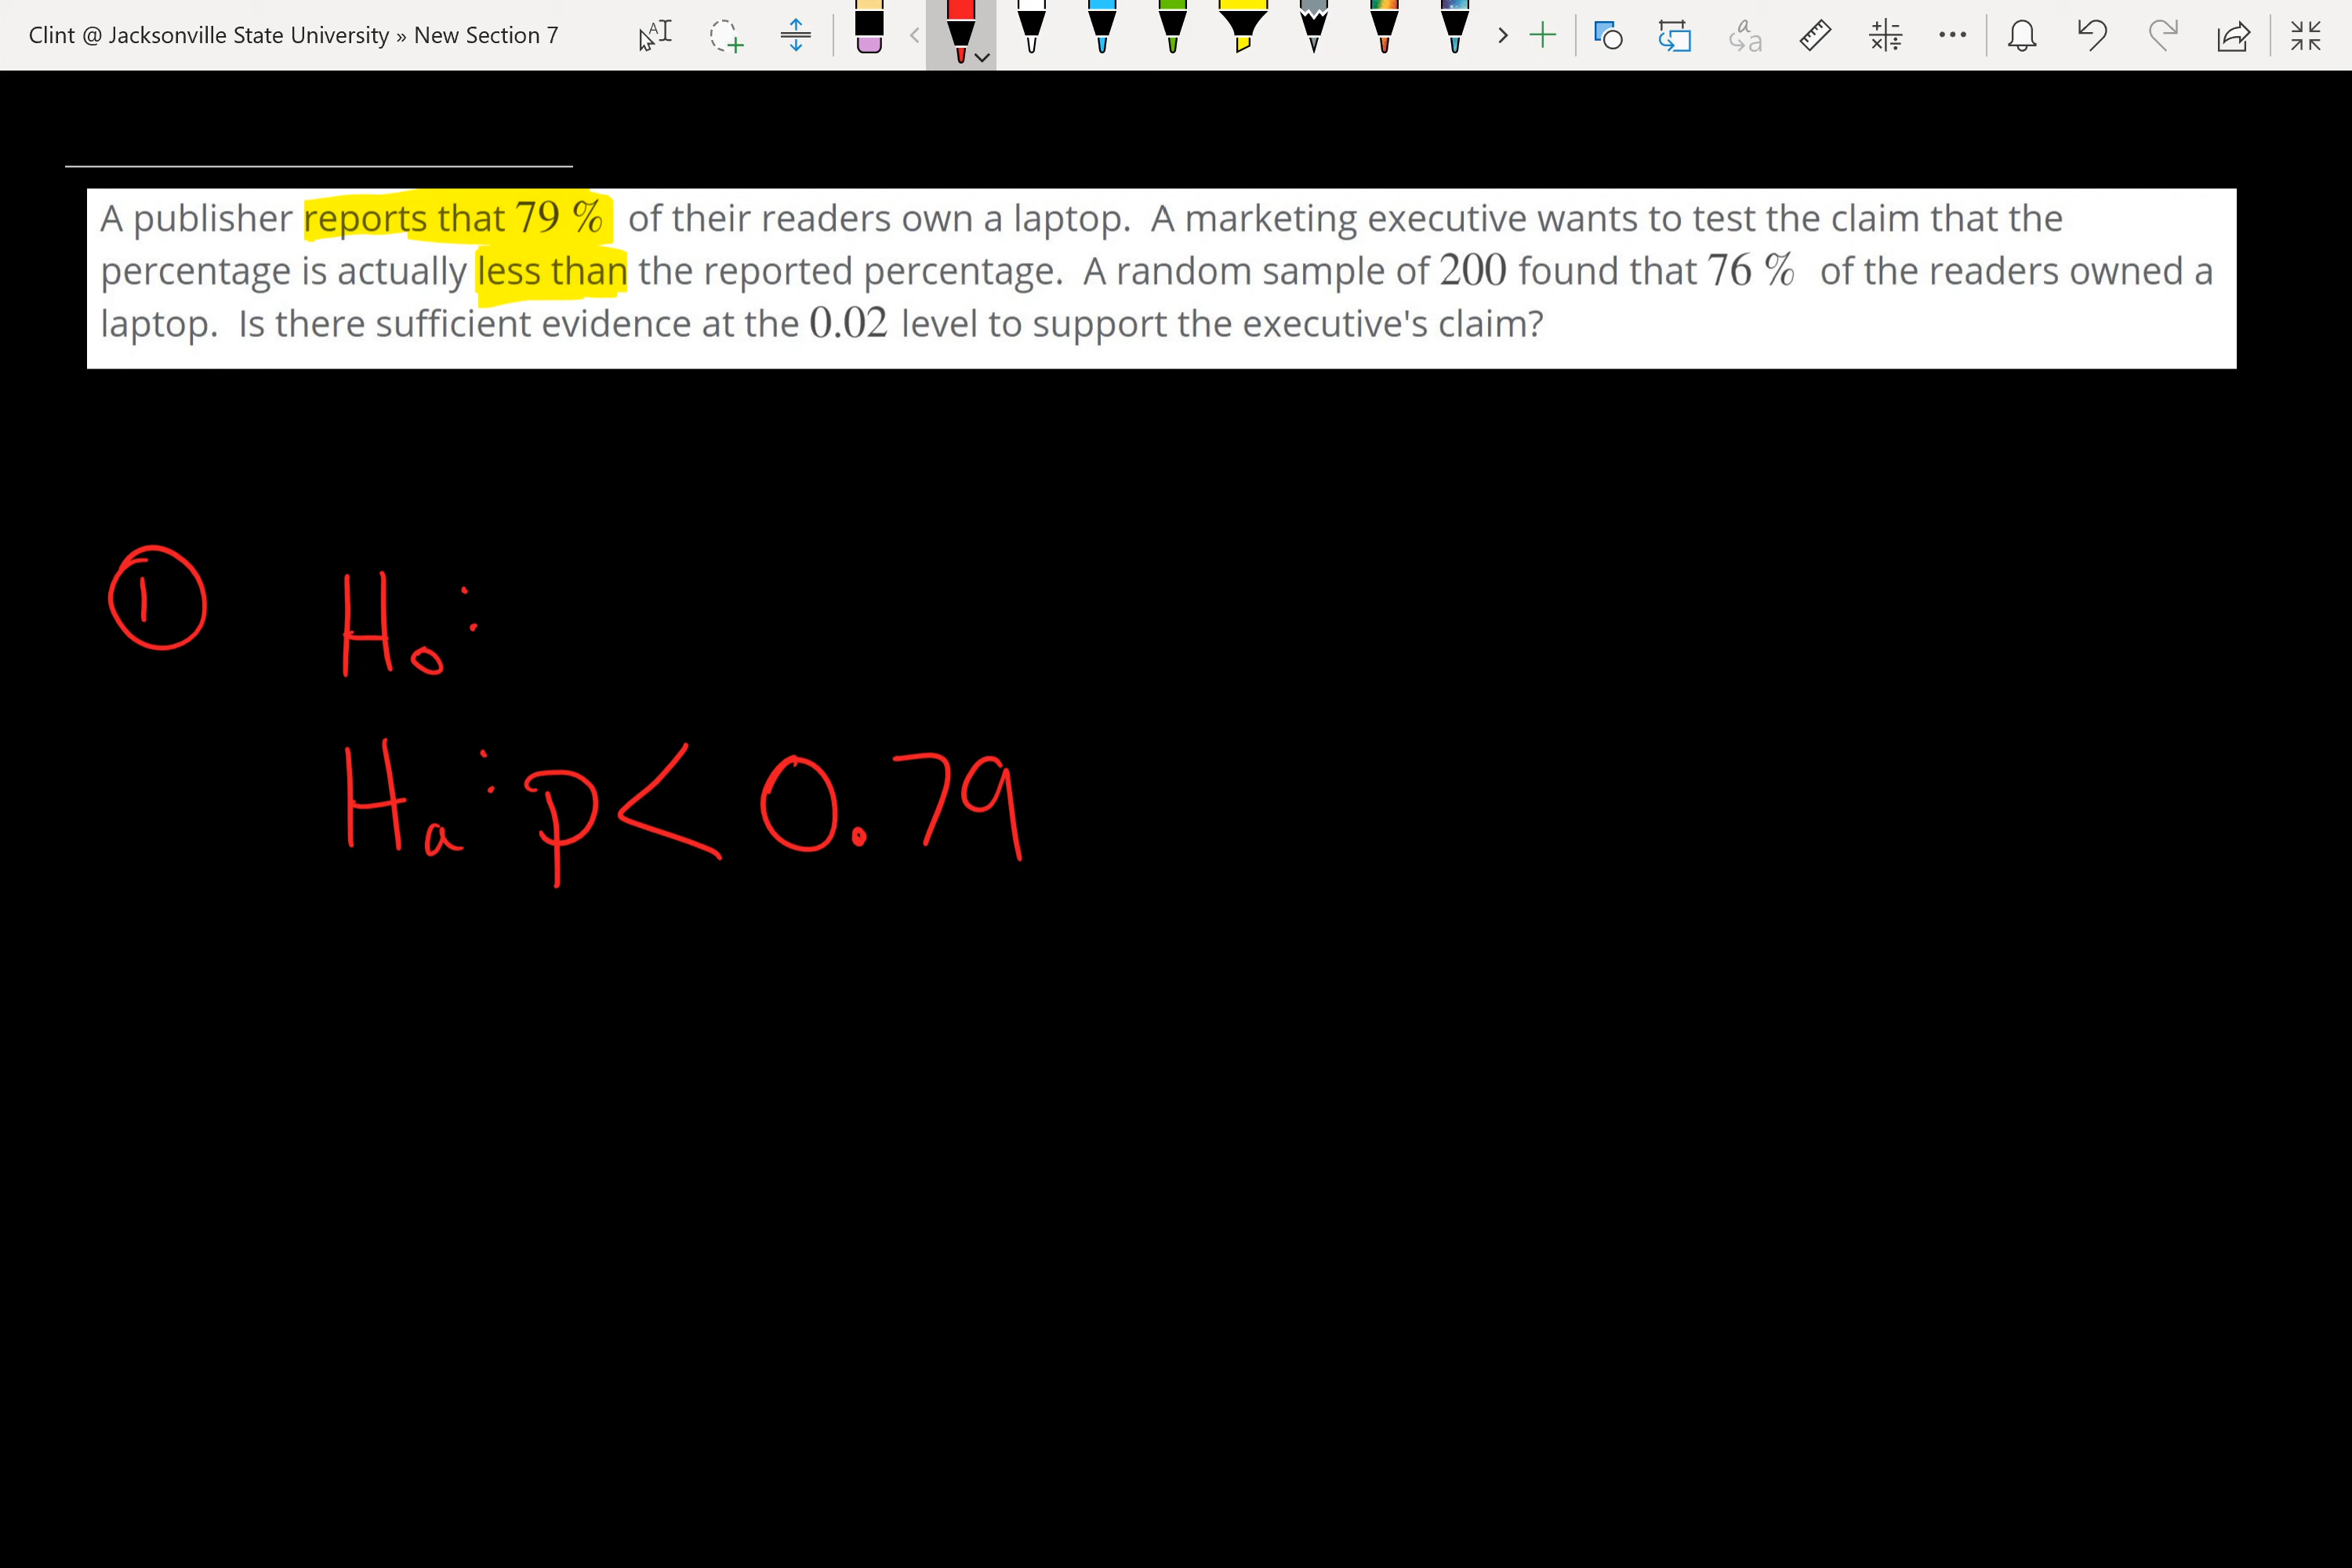 Clint @ Jacksonville State University » New Section 7
A publisher reports that 79 % of their readers own a laptop. A marketing executive wants to test the claim that the
percentage is actually less than the reported percentage. A random sample of 200 found that 76 % of the readers owned a
laptop. Is there sufficient evidence at the 0.02 level to support the executive's claim?
① H₀:
Hₐ: p < 0.79